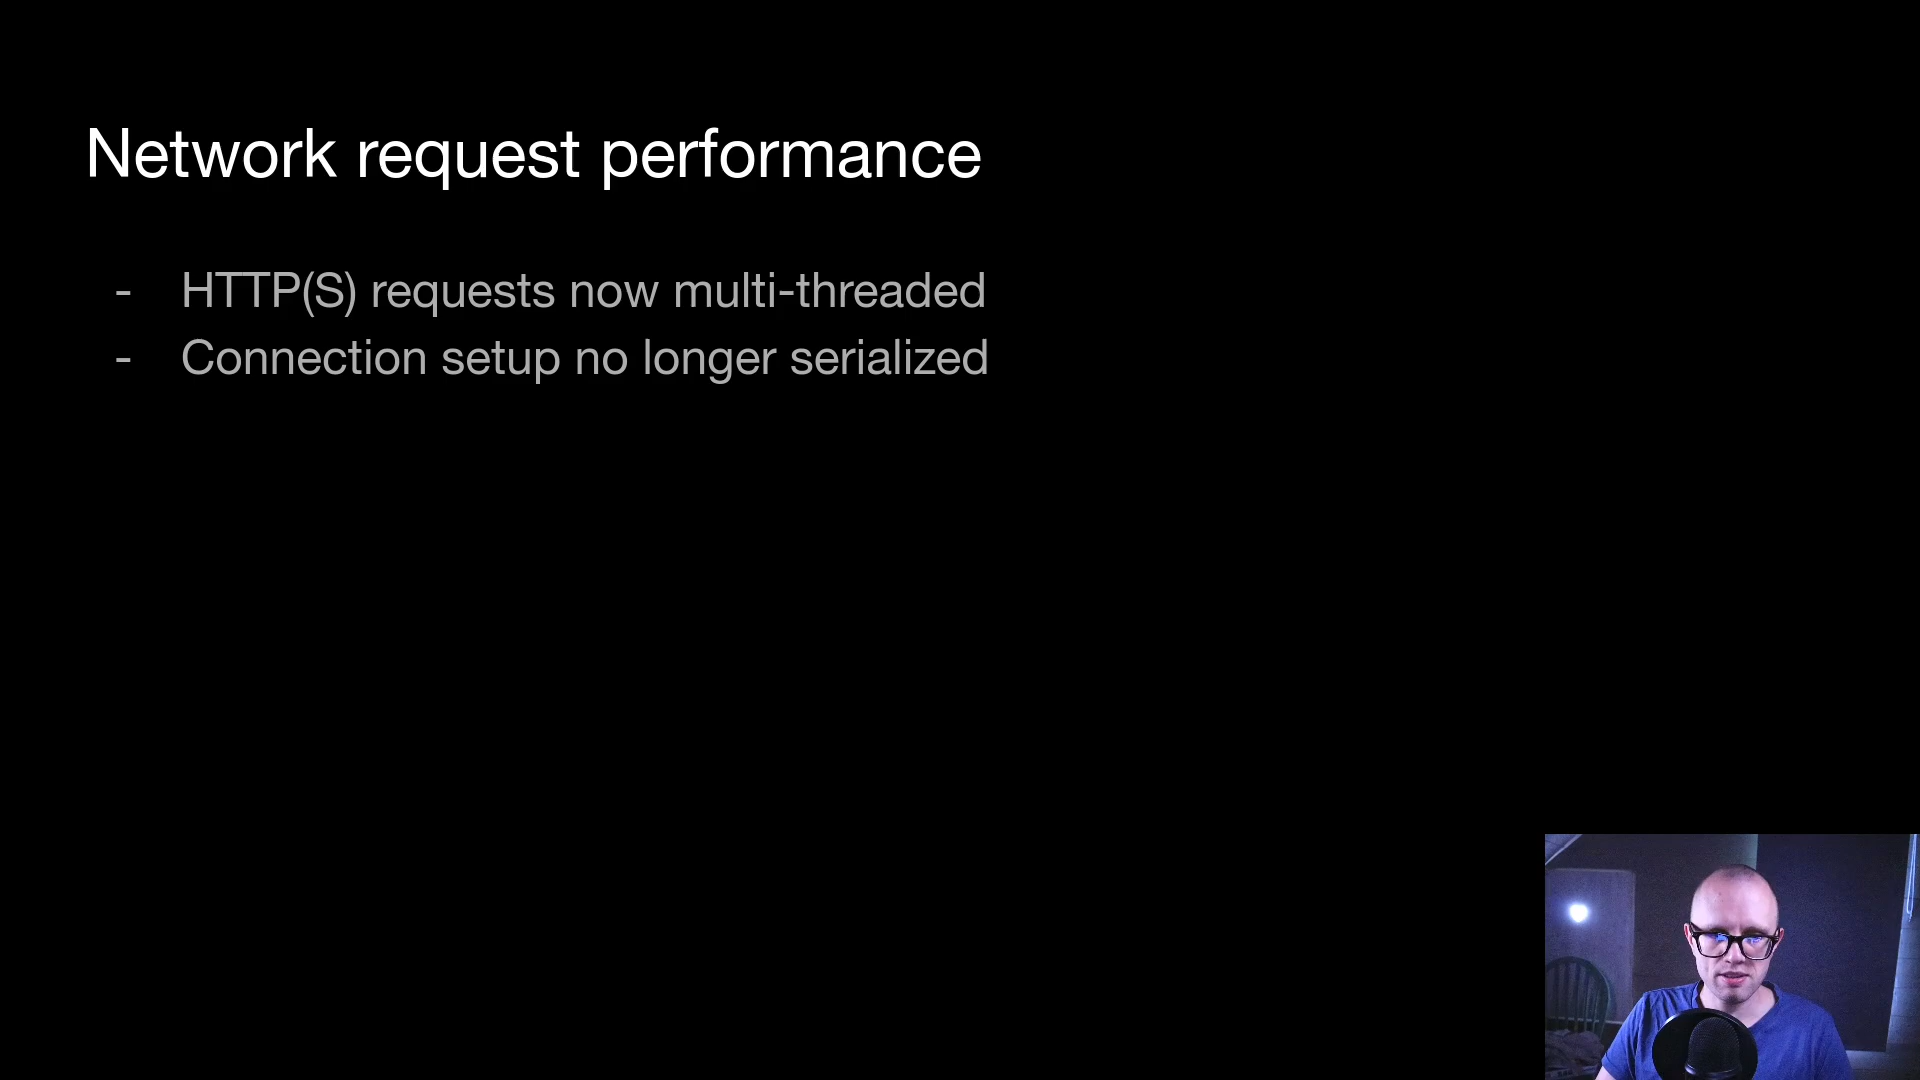 Network request performance
- HTTP(S) requests now multi-threaded
- Connection setup no longer serialized